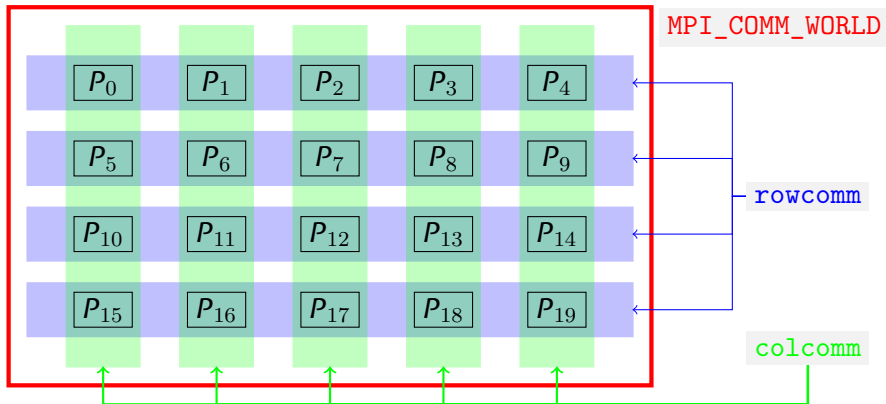 MPI_COMM_WORLD
P0 P1 P2 P3 P4
P5 P6 P7 P8 P9
rowcomm
P10 P11 P12 P13 P14
P15 P16 P17 P18 P19
colcomm